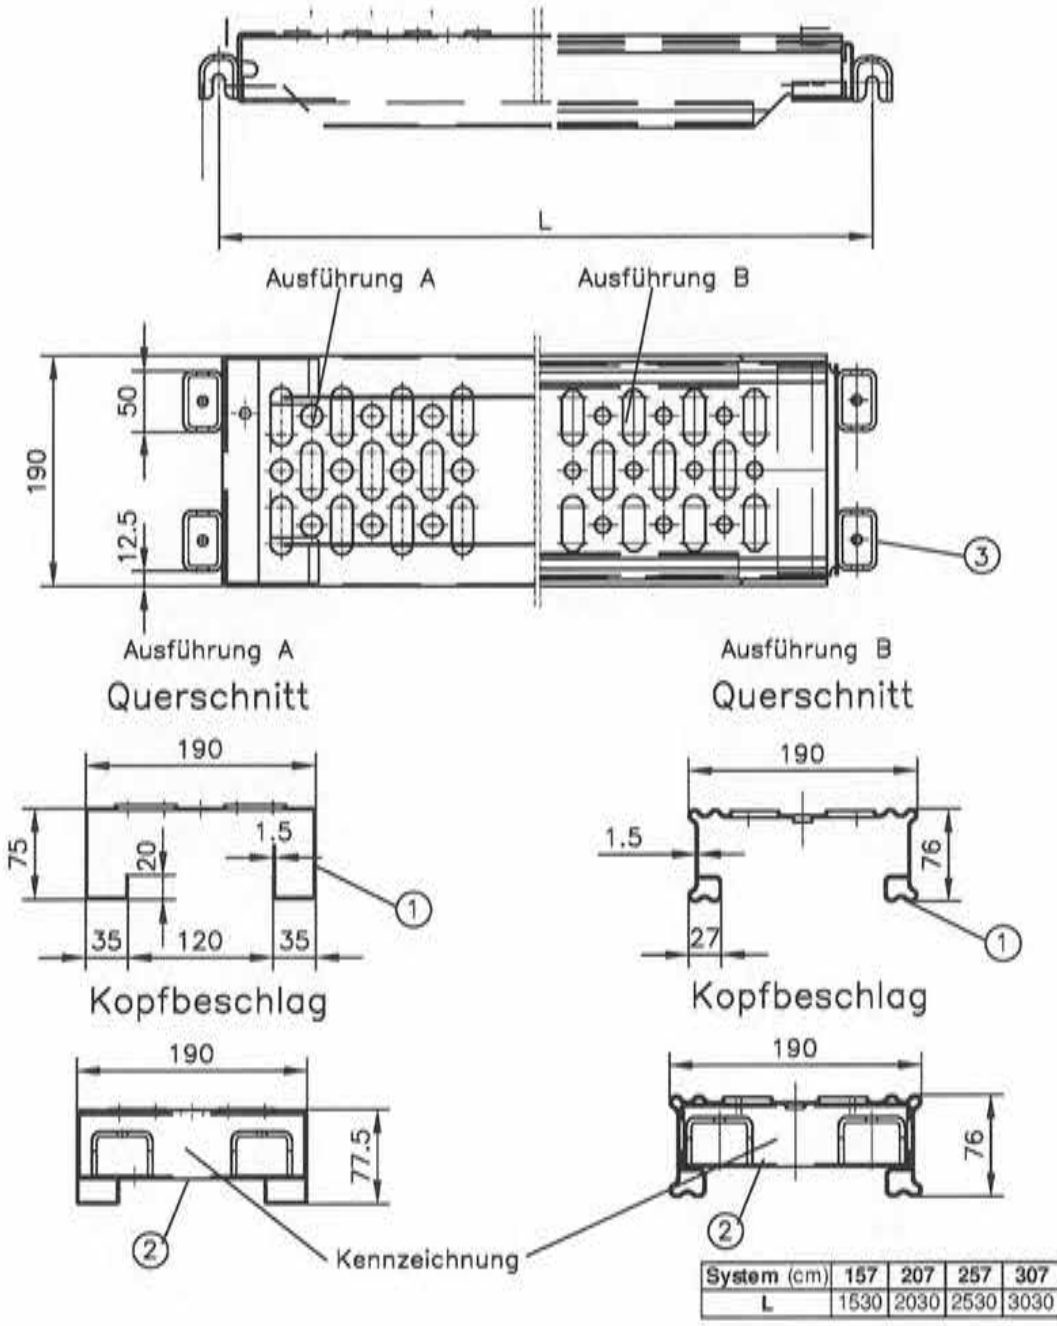 L
Ausführung A
Ausführung B
190
50
12.5
3
Ausführung A
Querschnitt
Ausführung B
Querschnitt
190
75
20
1.5
1
35
120
35
190
1.5
76
27
1
Kopfbeschlag
Kopfbeschlag
190
77.5
2
190
76
2
Kennzeichnung
System (cm) 157 207 257 307
L 1530 2030 2530 3030